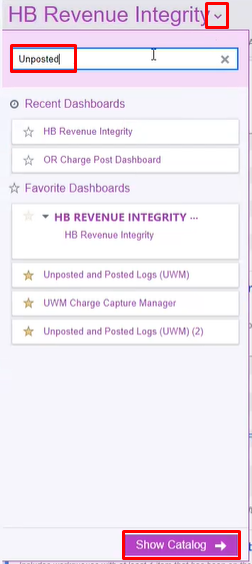 HB Revenue Integrity
Unposted
Recent Dashboards
HB Revenue Integrity
OR Charge Post Dashboard
Favorite Dashboards
HB REVENUE INTEGRITY ...
HB Revenue Integrity
Unposted and Posted Logs (UWM)
UWM Charge Capture Manager
Unposted and Posted Logs (UWM) (2)
Show Catalog